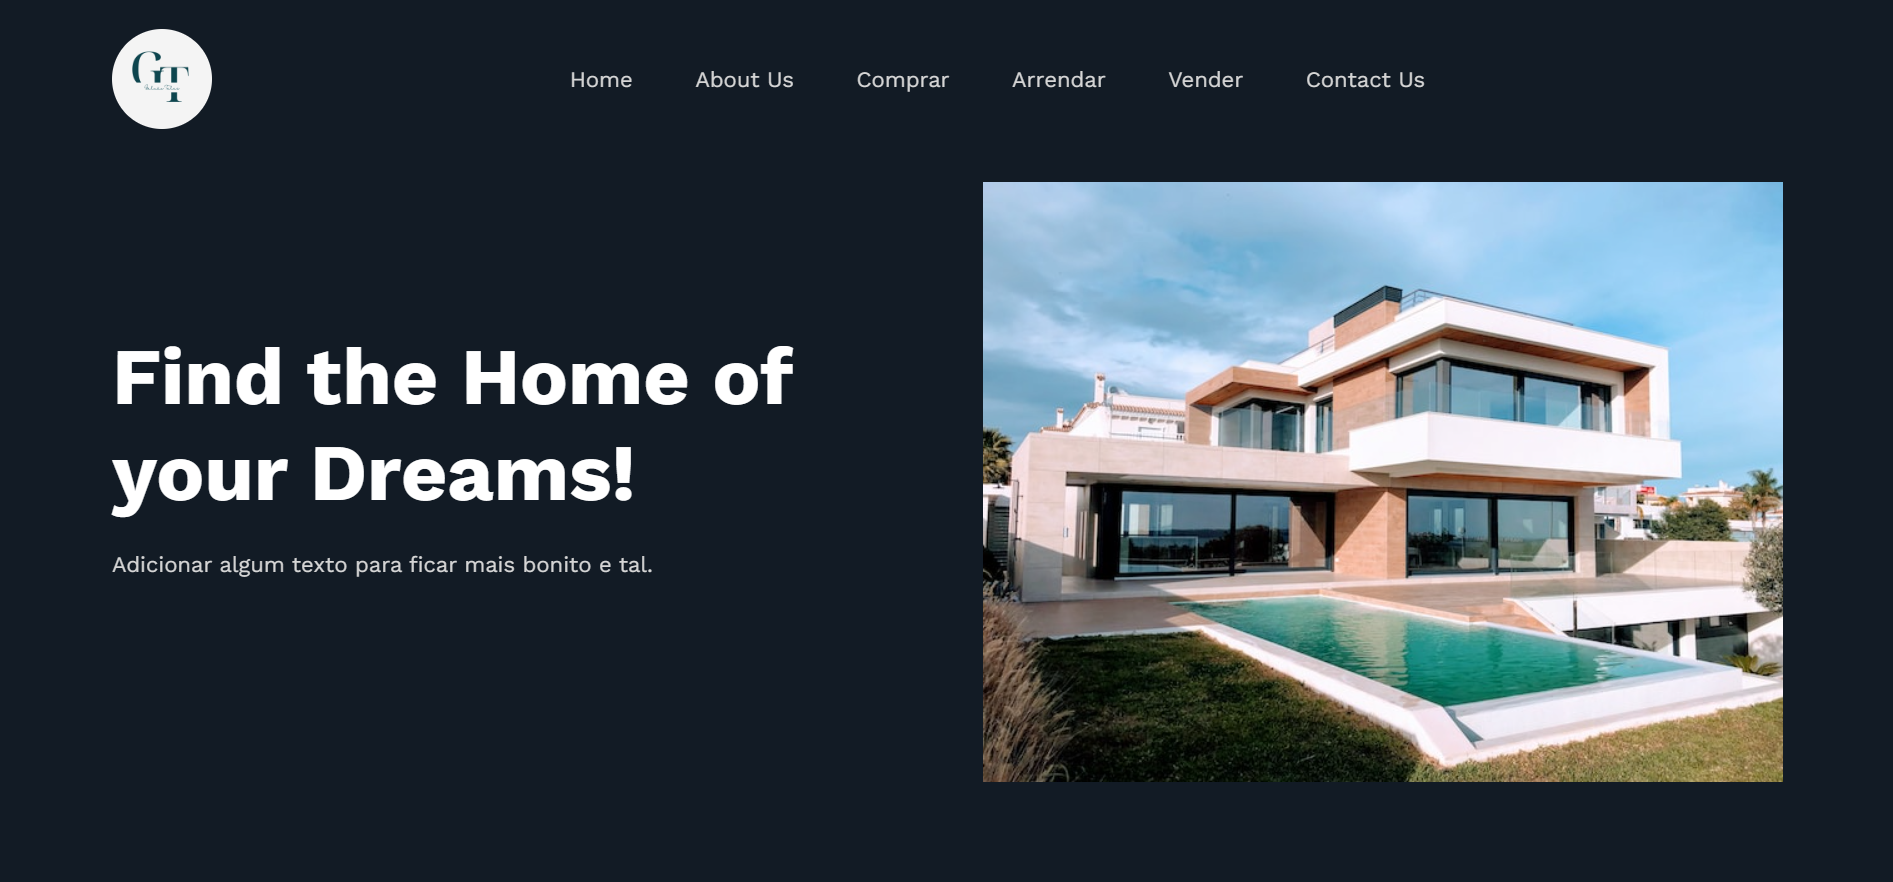 GT
Home
About Us
Comprar
Arrendar
Vender
Contact Us
Find the Home of
your Dreams!
Adicionar algum texto para ficar mais bonito e tal.